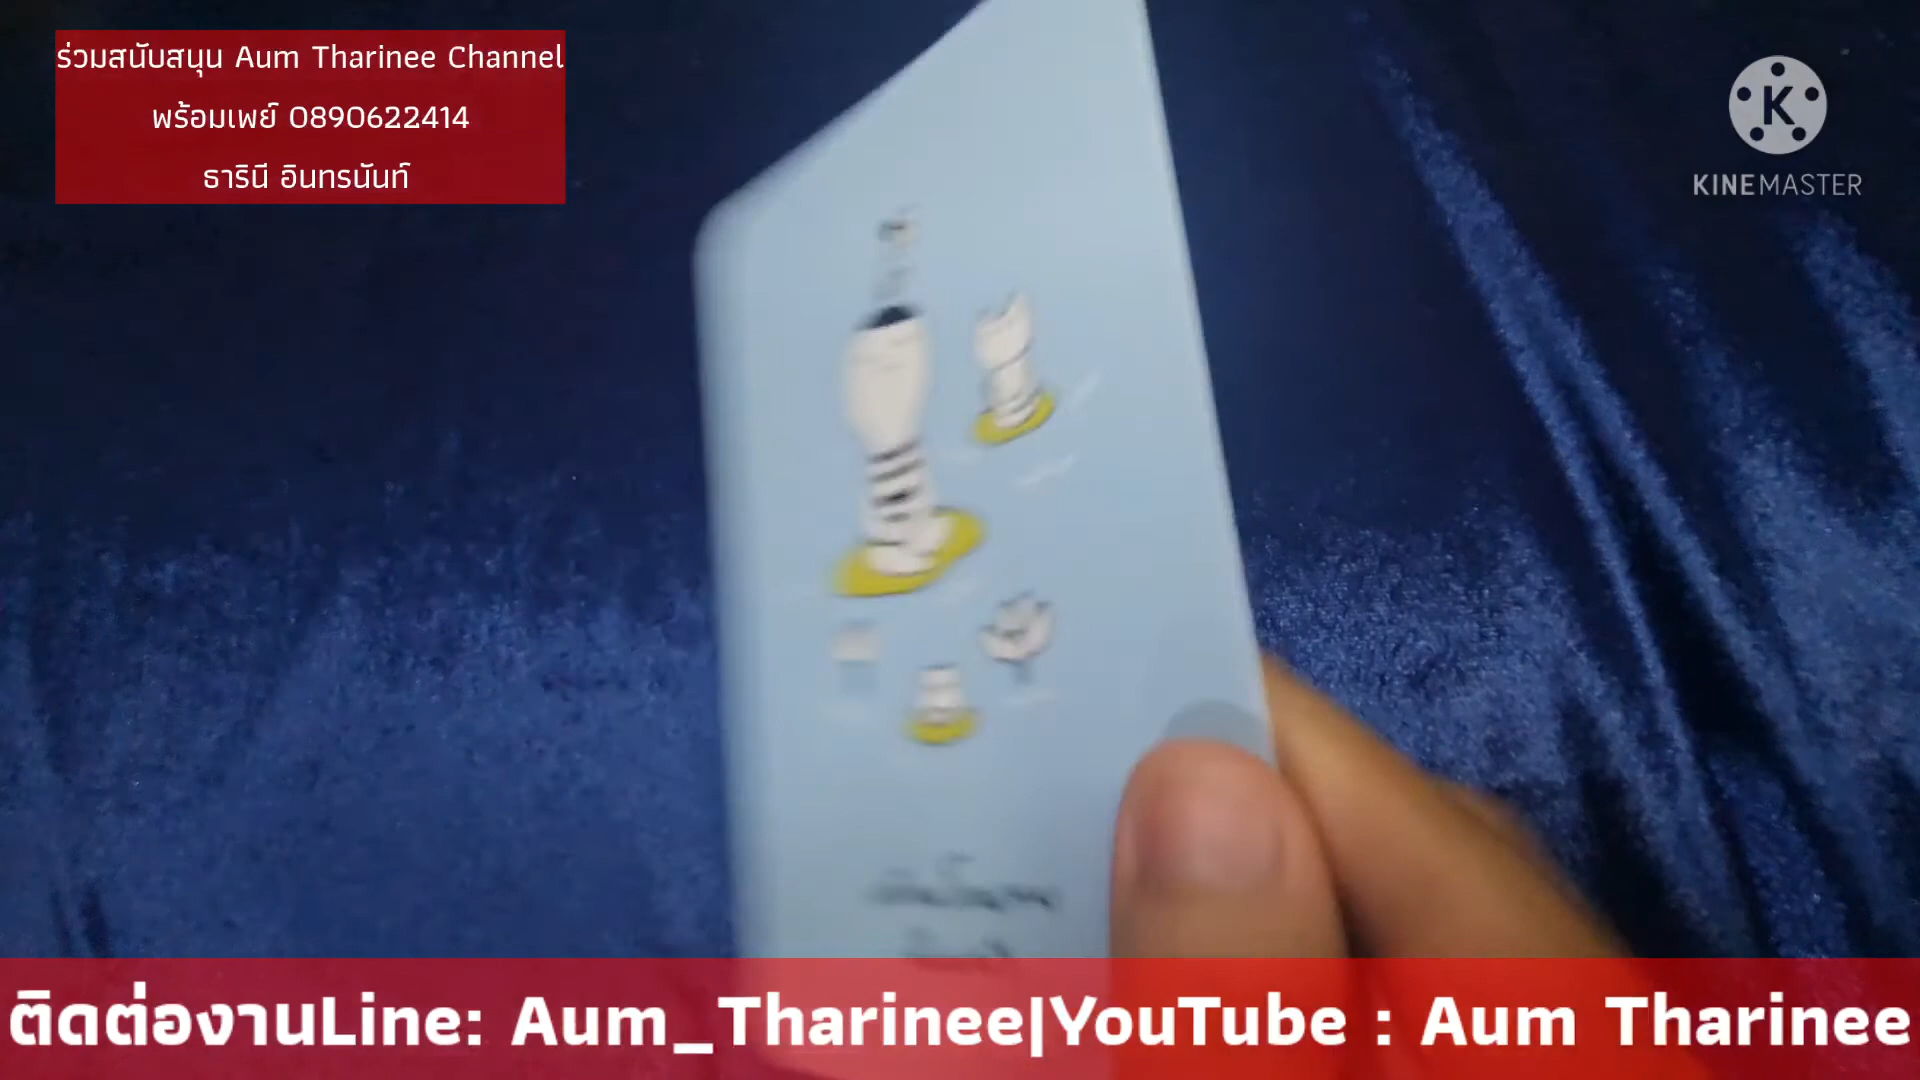 ร่วมสนับสนุน Aum Tharinee Channel
พร้อมเพย์ 0890622414
ธารินี อินทรนันท์
KINEMASTER
ติดต่องานLine: Aum_Tharinee|YouTube : Aum Tharinee